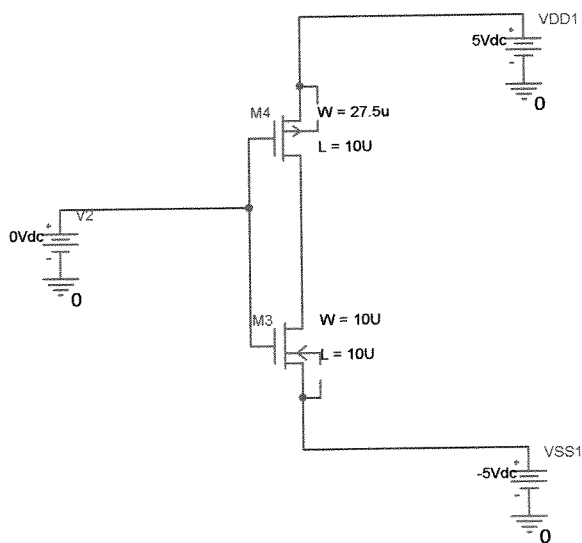 VDD1
+
5Vdc
-
0
M4
W = 27.5u
L = 10U
V2
+
0Vdc
-
0
M3
W = 10U
L = 10U
VSS1
+
-5Vdc
-
0